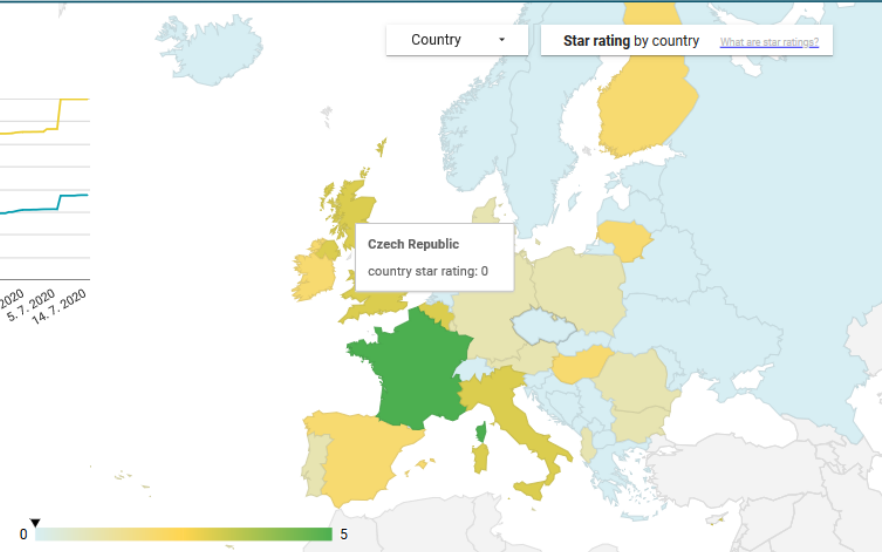 Country
Star rating by country
What are star ratings?
Czech Republic
country star rating: 0
2020
5. 7. 2020
14. 7. 2020
0
5